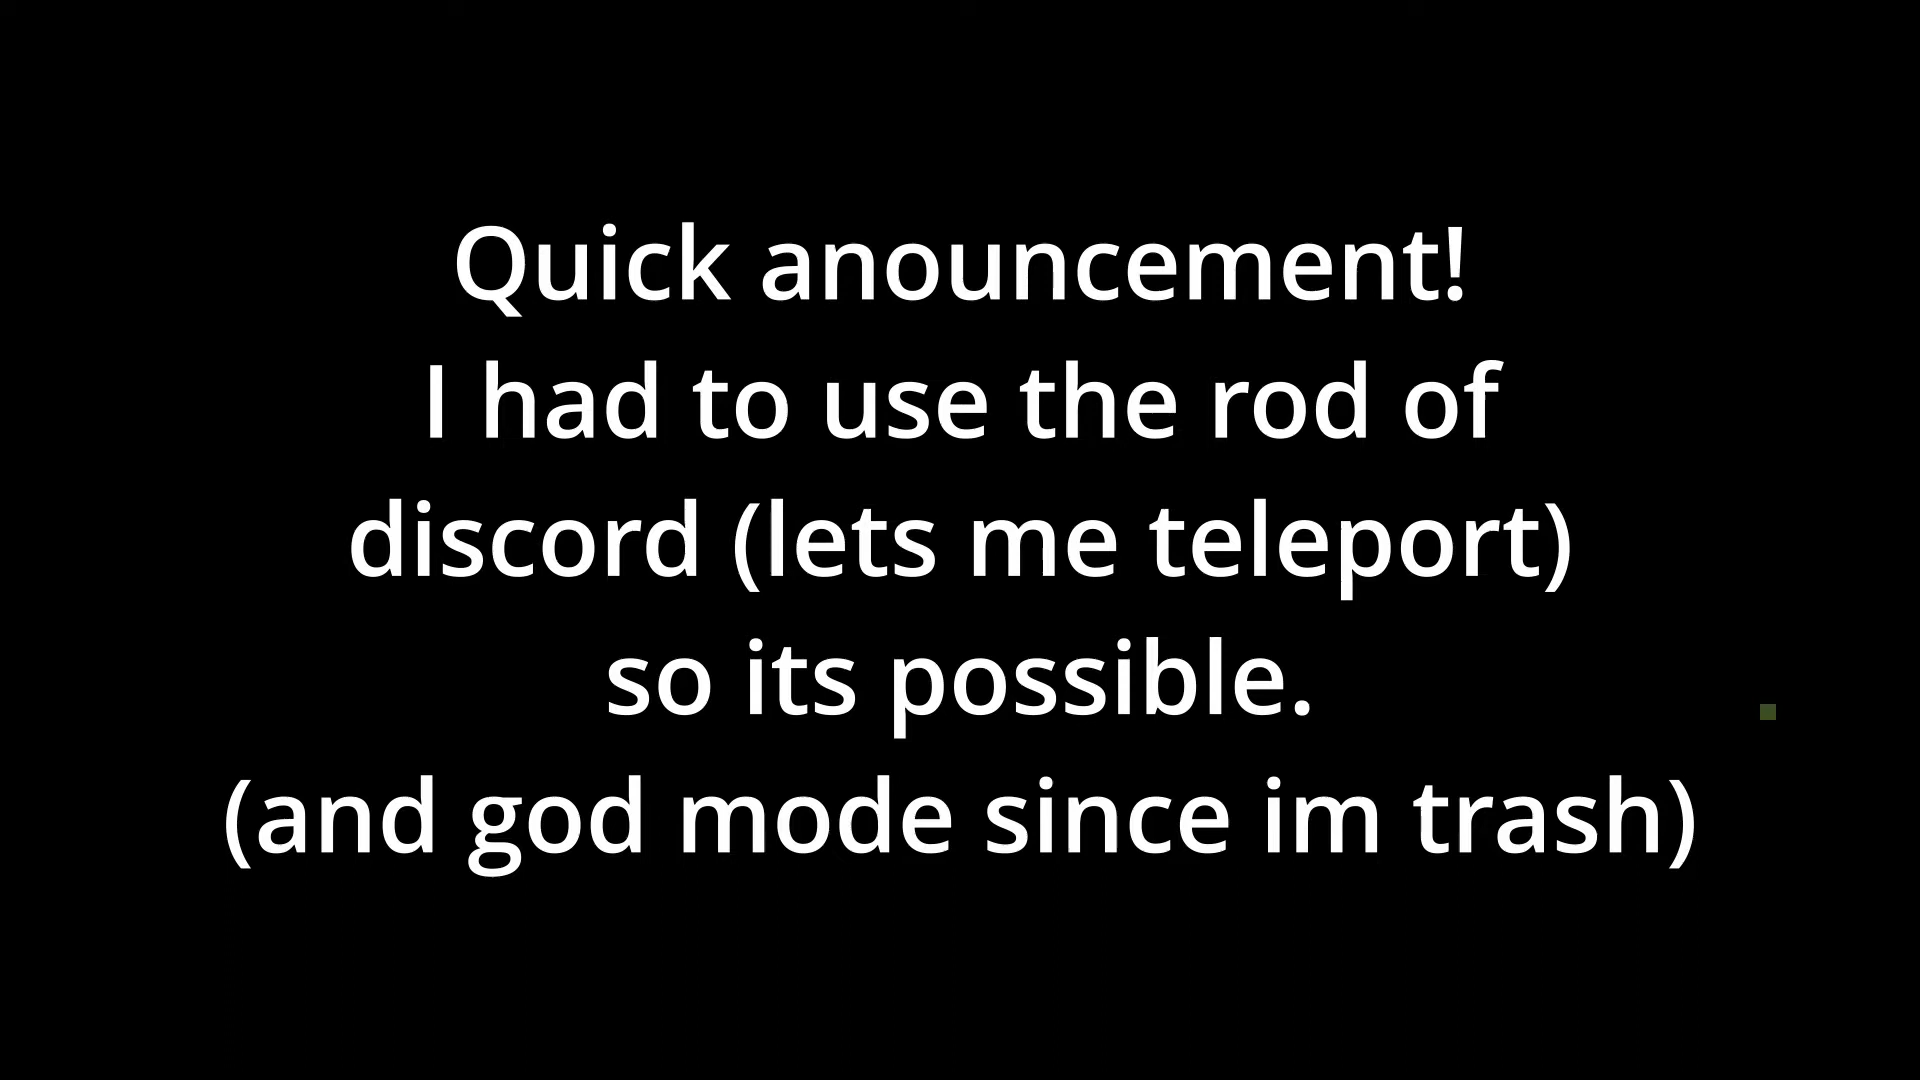 Quick anouncement!
I had to use the rod of
discord (lets me teleport)
so its possible.
(and god mode since im trash)